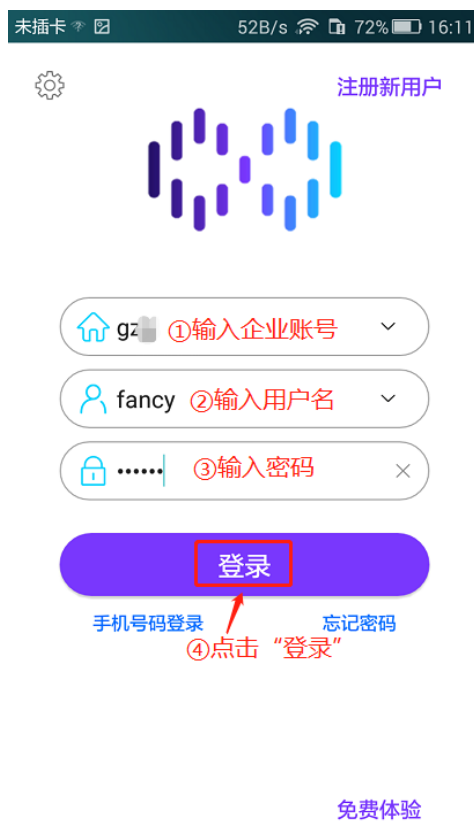 未插卡 52B/s 72% 16:11
注册新用户
gz ①输入企业账号
fancy ②输入用户名
•••••• ③输入密码
登录
手机号码登录 忘记密码
④点击“登录”
免费体验